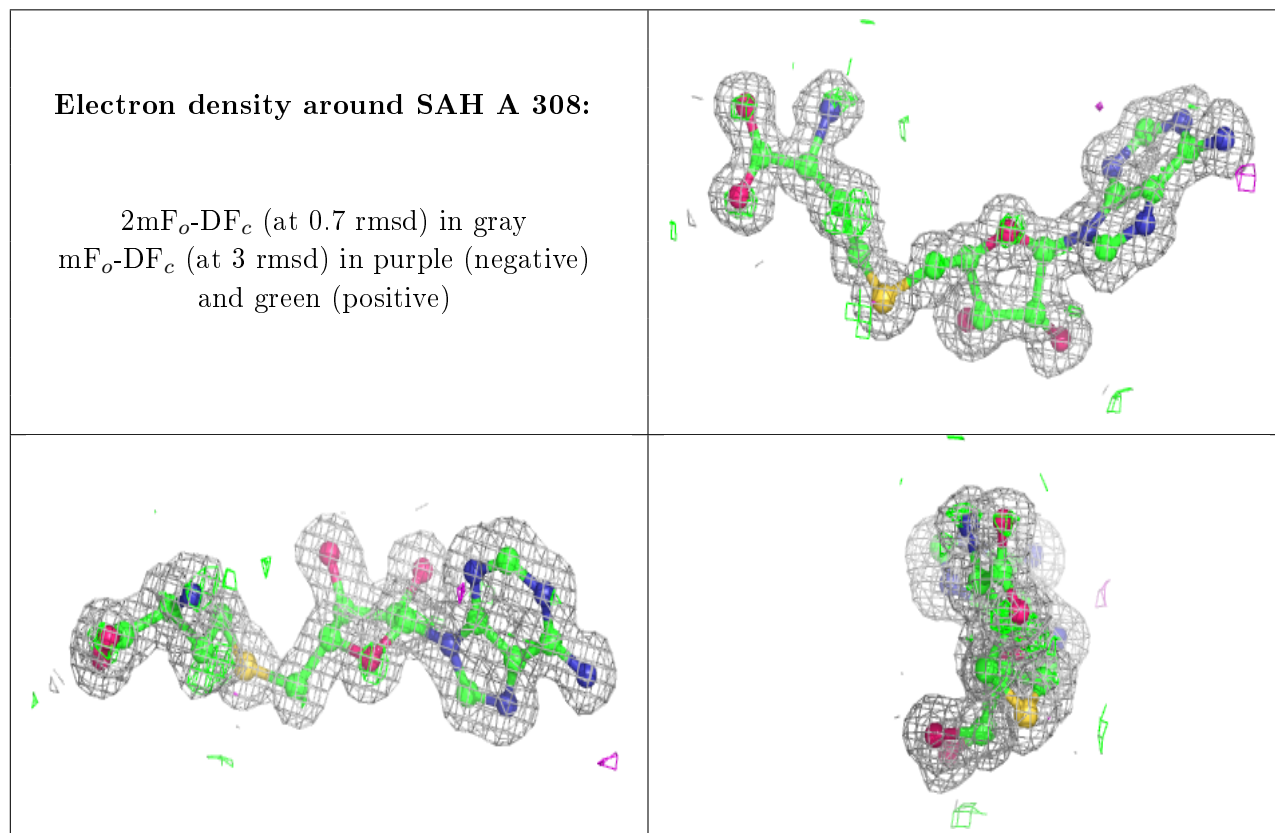 Electron density around SAH A 308:
2mFo-DFc (at 0.7 rmsd) in gray
mFo-DFc (at 3 rmsd) in purple (negative)
and green (positive)